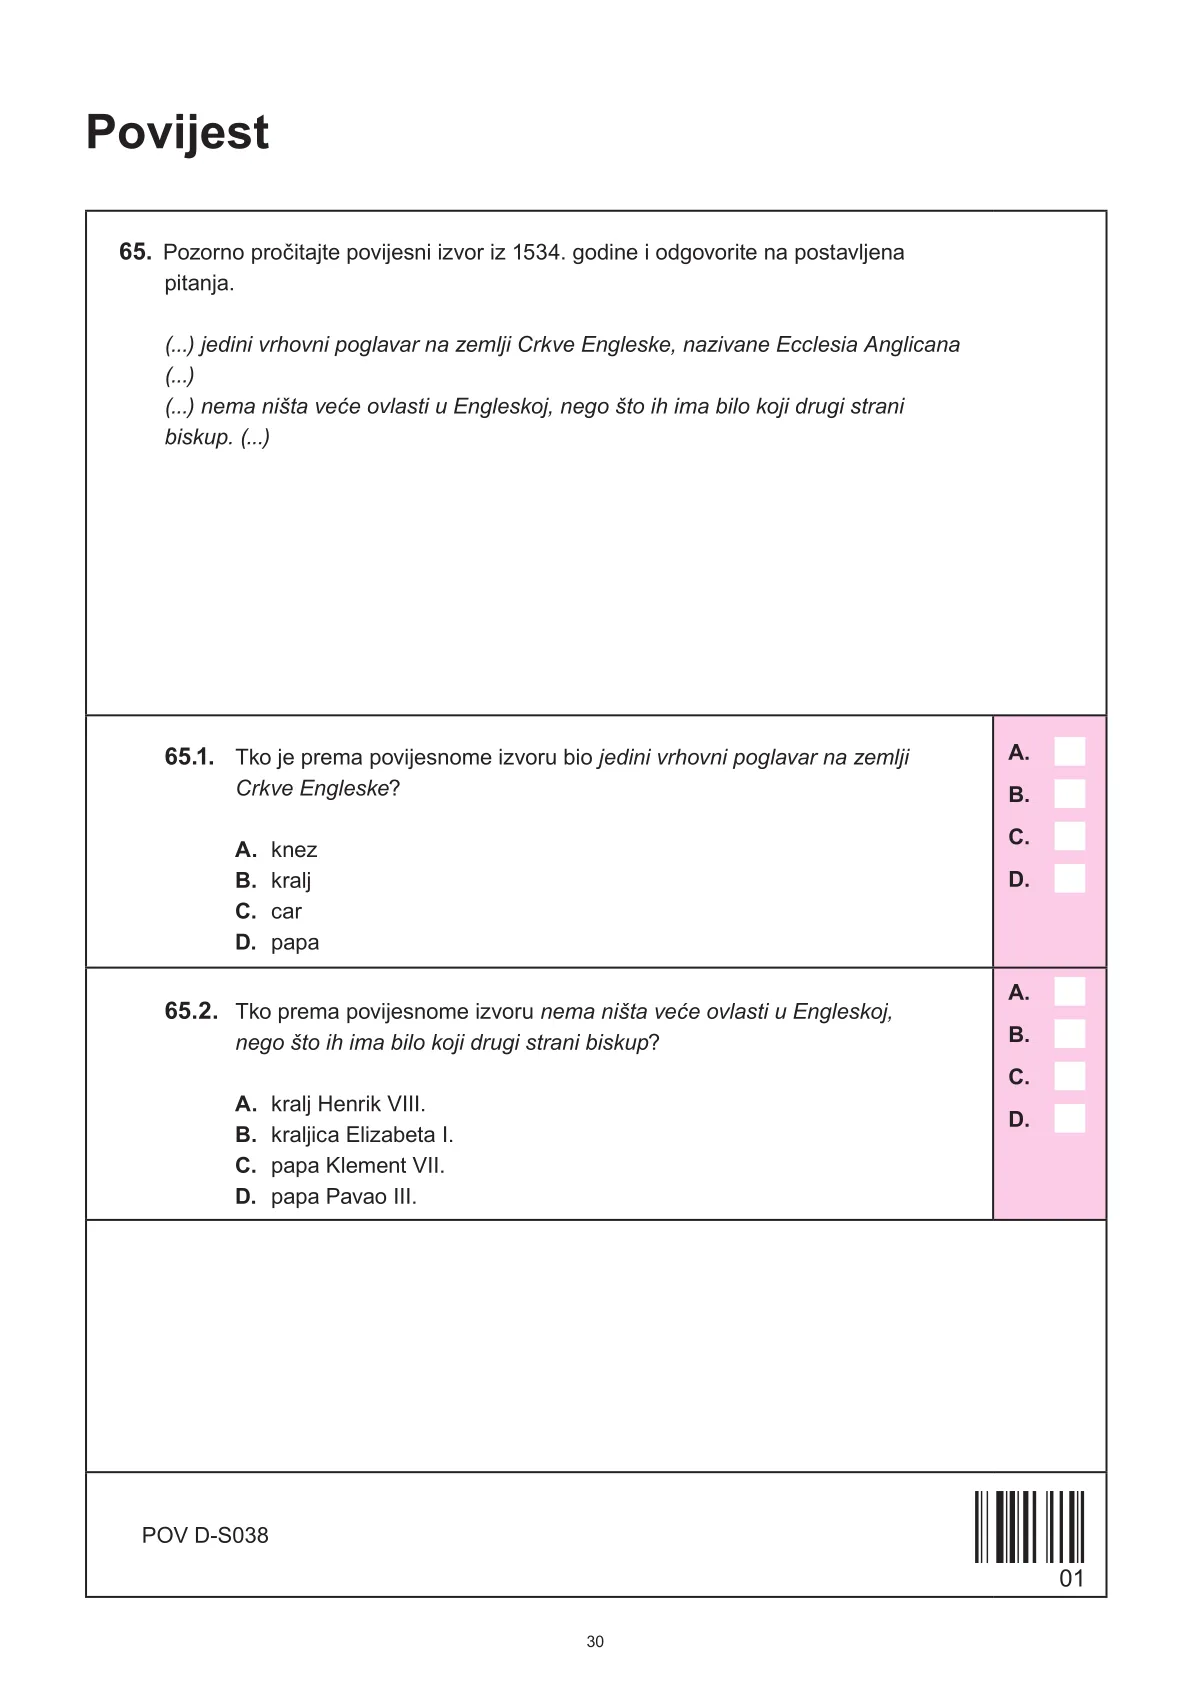 Povijest
65. Pozorno pročitajte povijesni izvor iz 1534. godine i odgovorite na postavljena
pitanja.
(...) jedini vrhovni poglavar na zemlji Crkve Engleske, nazivane Ecclesia Anglicana
(...)
(...) nema ništa veće ovlasti u Engleskoj, nego što ih ima bilo koji drugi strani
biskup. (...)
65.1. Tko je prema povijesnome izvoru bio jedini vrhovni poglavar na zemlji
Crkve Engleske?
A. knez
B. kralj
C. car
D. papa
A.
B.
C.
D.
65.2. Tko prema povijesnome izvoru nema ništa veće ovlasti u Engleskoj,
nego što ih ima bilo koji drugi strani biskup?
A. kralj Henrik VIII.
B. kraljica Elizabeta I.
C. papa Klement VII.
D. papa Pavao III.
A.
B.
C.
D.
POV D-S038
01
30